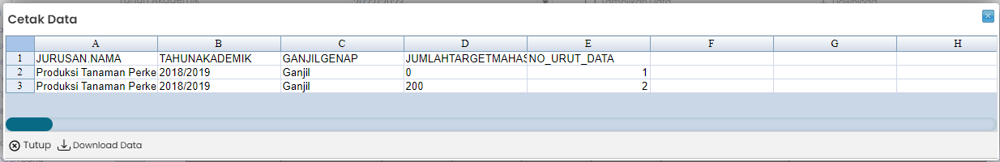 Cetak Data
A B C D E F G H
1 JURUSAN.NAMA TAHUNAKADEMIK GANJILGENAP JUMLAHTARGETMAHAS NO_URUT_DATA
2 Produksi Tanaman Perke 2018/2019 Ganjil 0 1
3 Produksi Tanaman Perke 2018/2019 Ganjil 200 2
Tutup Download Data